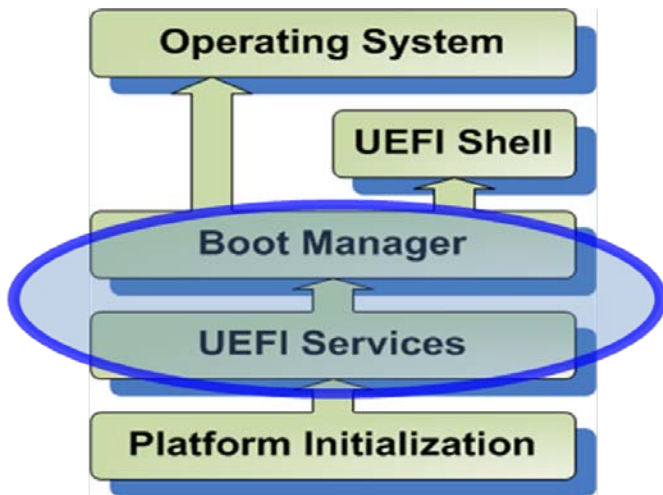 Operating System
UEFI Shell
Boot Manager
UEFI Services
Platform Initialization